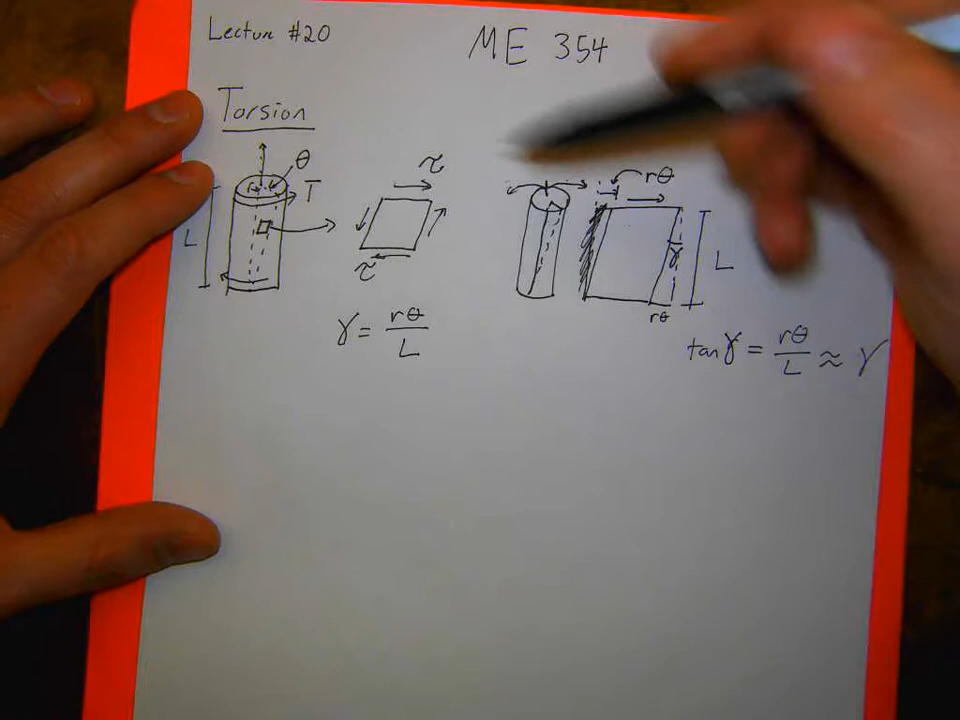 Lecture #20
ME 354
Torsion
θ
r
T
L
τ
τ
γ = rθ/L
rθ
γ
L
rθ
tan γ = rθ/L ≈ γ